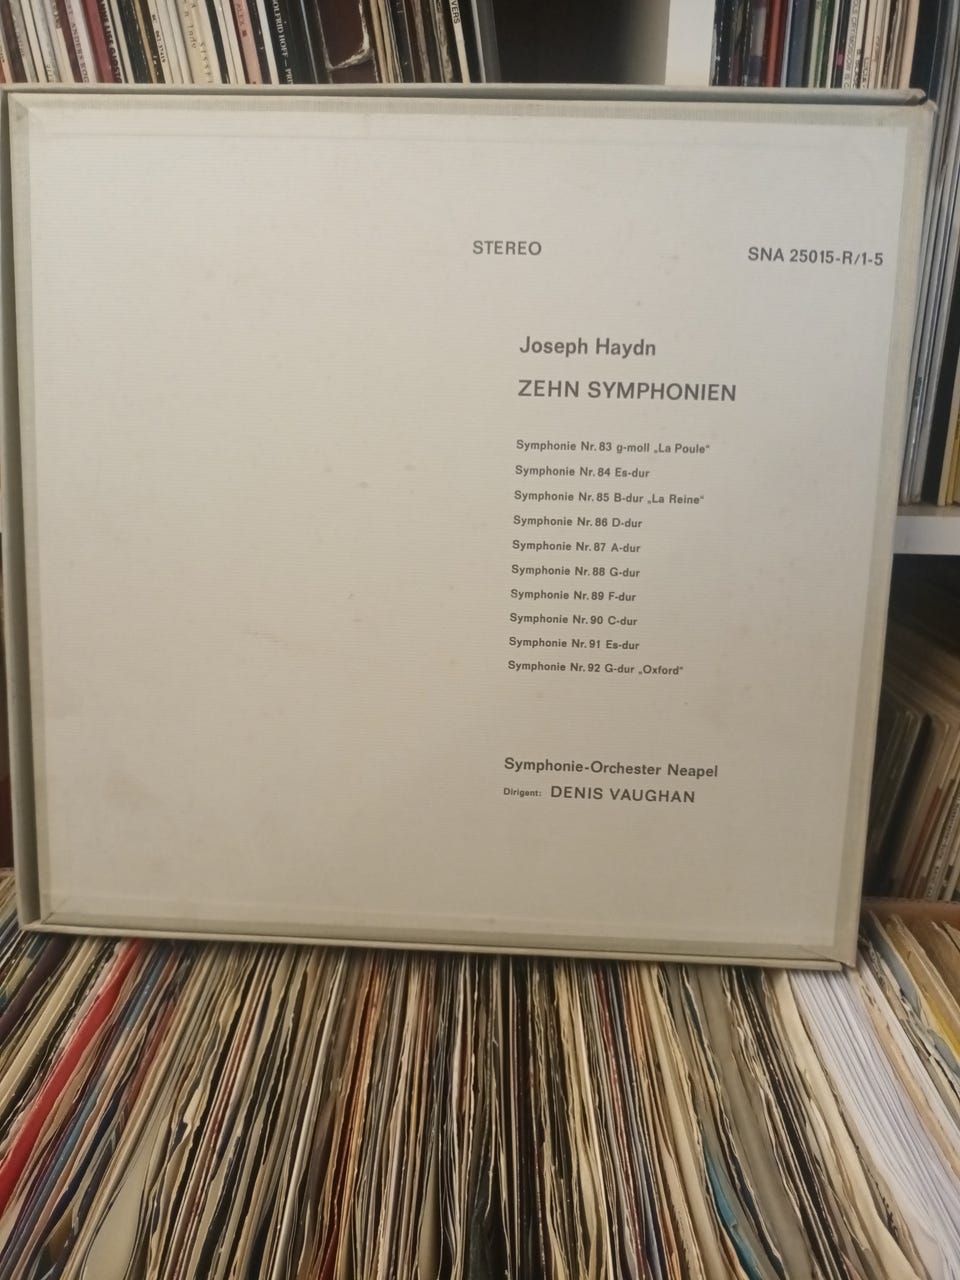 STEREO
SNA 25015-R/1-5
Joseph Haydn
ZEHN SYMPHONIEN
Symphonie Nr. 83 g-moll „La Poule“
Symphonie Nr. 84 Es-dur
Symphonie Nr. 85 B-dur „La Reine“
Symphonie Nr. 86 D-dur
Symphonie Nr. 87 A-dur
Symphonie Nr. 88 G-dur
Symphonie Nr. 89 F-dur
Symphonie Nr. 90 C-dur
Symphonie Nr. 91 Es-dur
Symphonie Nr. 92 G-dur „Oxford“
Symphonie-Orchester Neapel
Dirigent: DENIS VAUGHAN